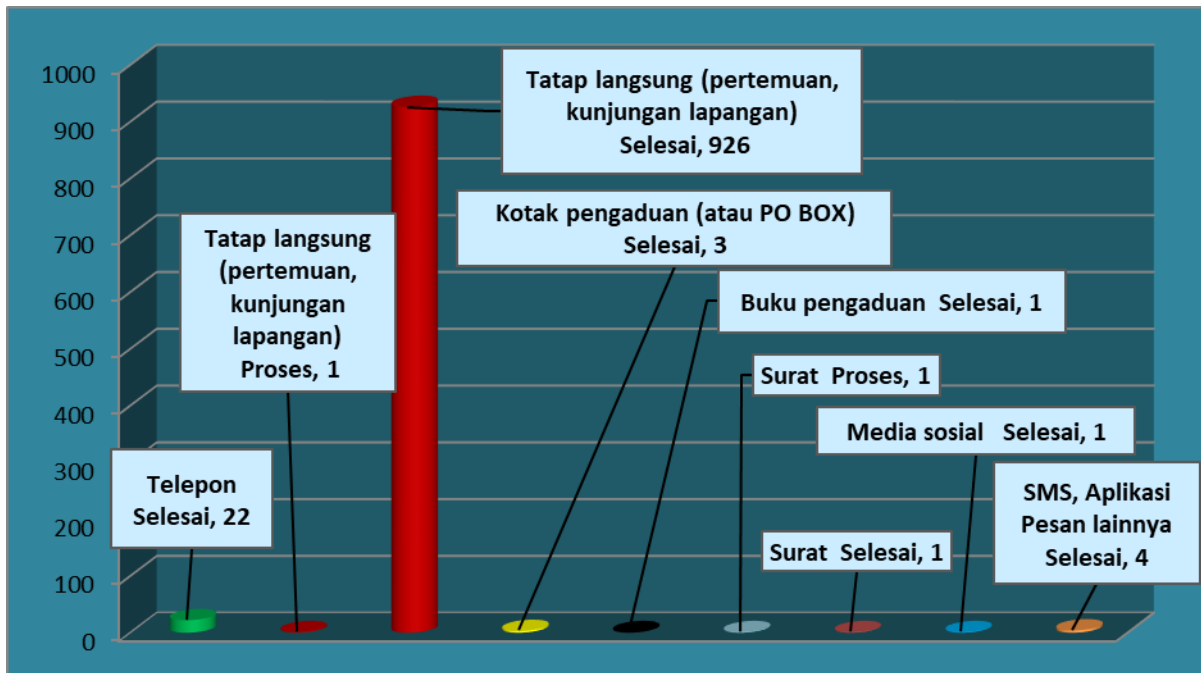 1000
900
800
700
600
500
400
300
200
100
0
Tatap langsung (pertemuan,
kunjungan lapangan)
Selesai, 926
Kotak pengaduan (atau PO BOX)
Selesai, 3
Tatap langsung
(pertemuan,
kunjungan
lapangan)
Proses, 1
Buku pengaduan Selesai, 1
Surat Proses, 1
Media sosial Selesai, 1
Telepon
Selesai, 22
SMS, Aplikasi
Pesan lainnya
Selesai, 4
Surat Selesai, 1